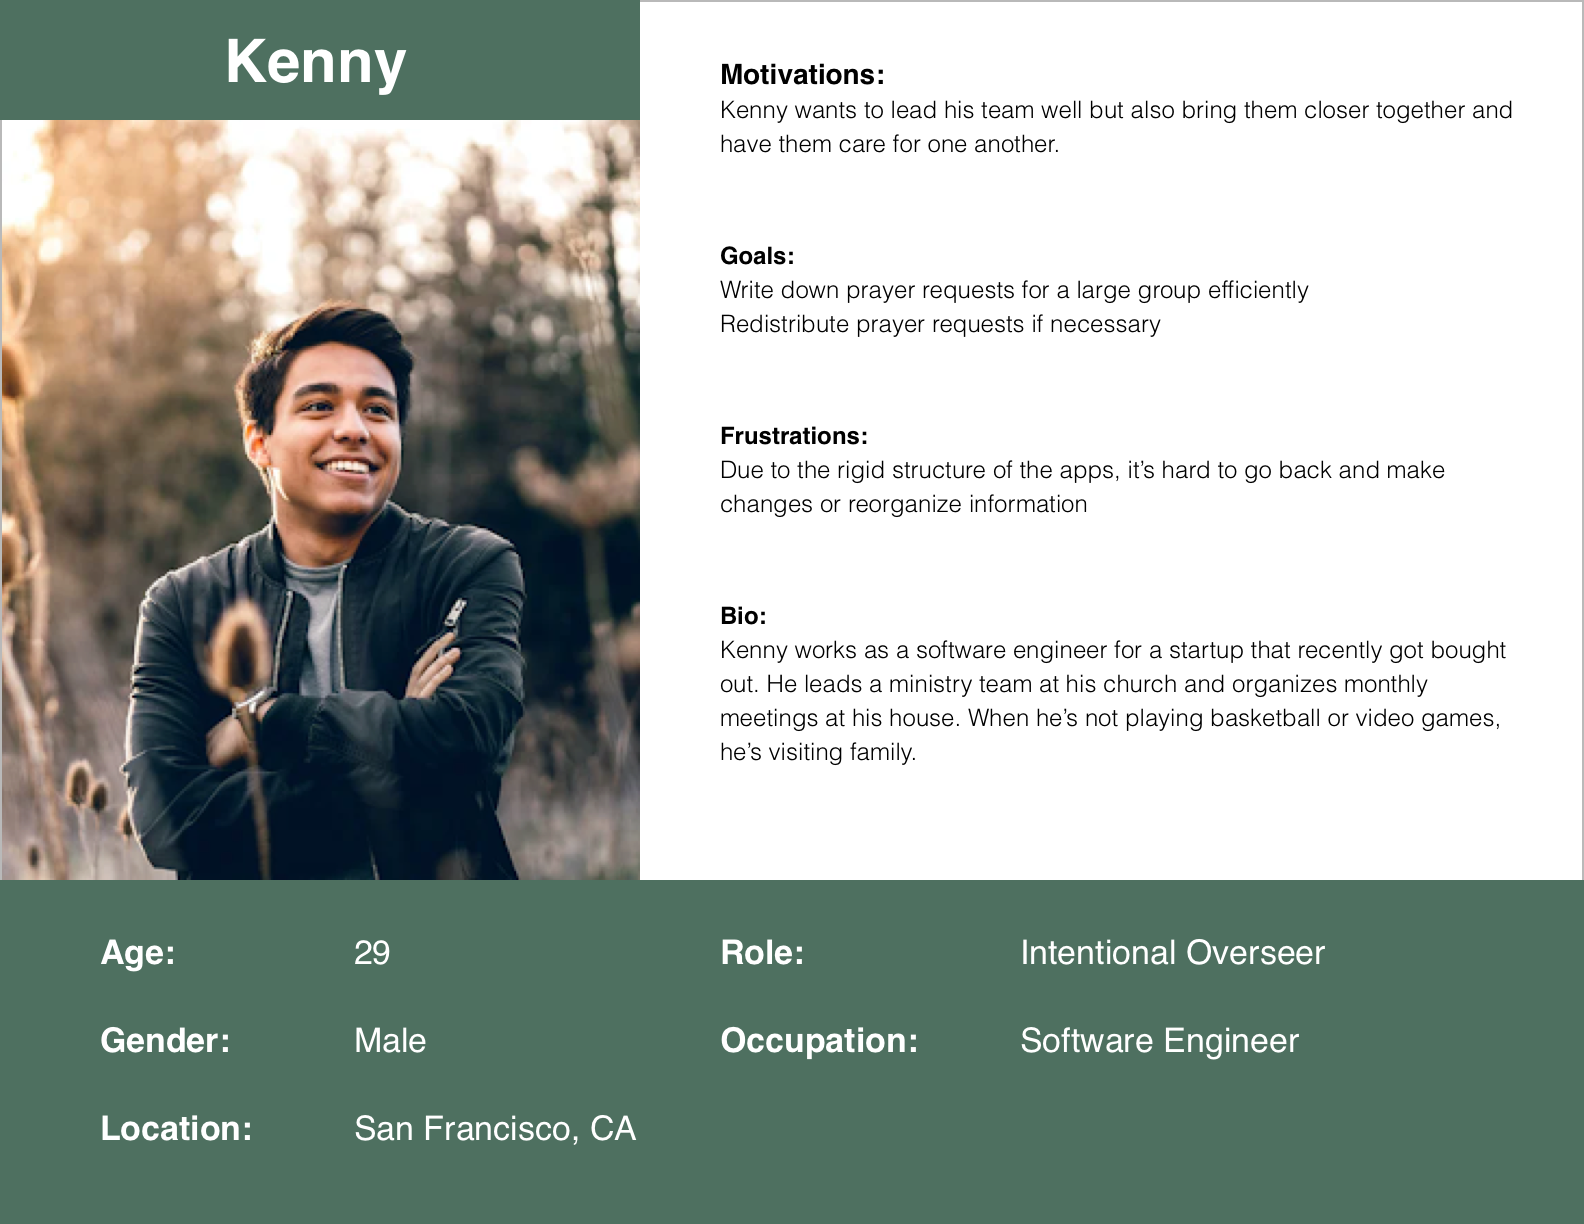 Kenny
Motivations:
Kenny wants to lead his team well but also bring them closer together and
have them care for one another.
Goals:
Write down prayer requests for a large group efficiently
Redistribute prayer requests if necessary
Frustrations:
Due to the rigid structure of the apps, it’s hard to go back and make
changes or reorganize information
Bio:
Kenny works as a software engineer for a startup that recently got bought
out. He leads a ministry team at his church and organizes monthly
meetings at his house. When he’s not playing basketball or video games,
he’s visiting family.
Age: 29
Role: Intentional Overseer
Gender: Male
Occupation: Software Engineer
Location: San Francisco, CA